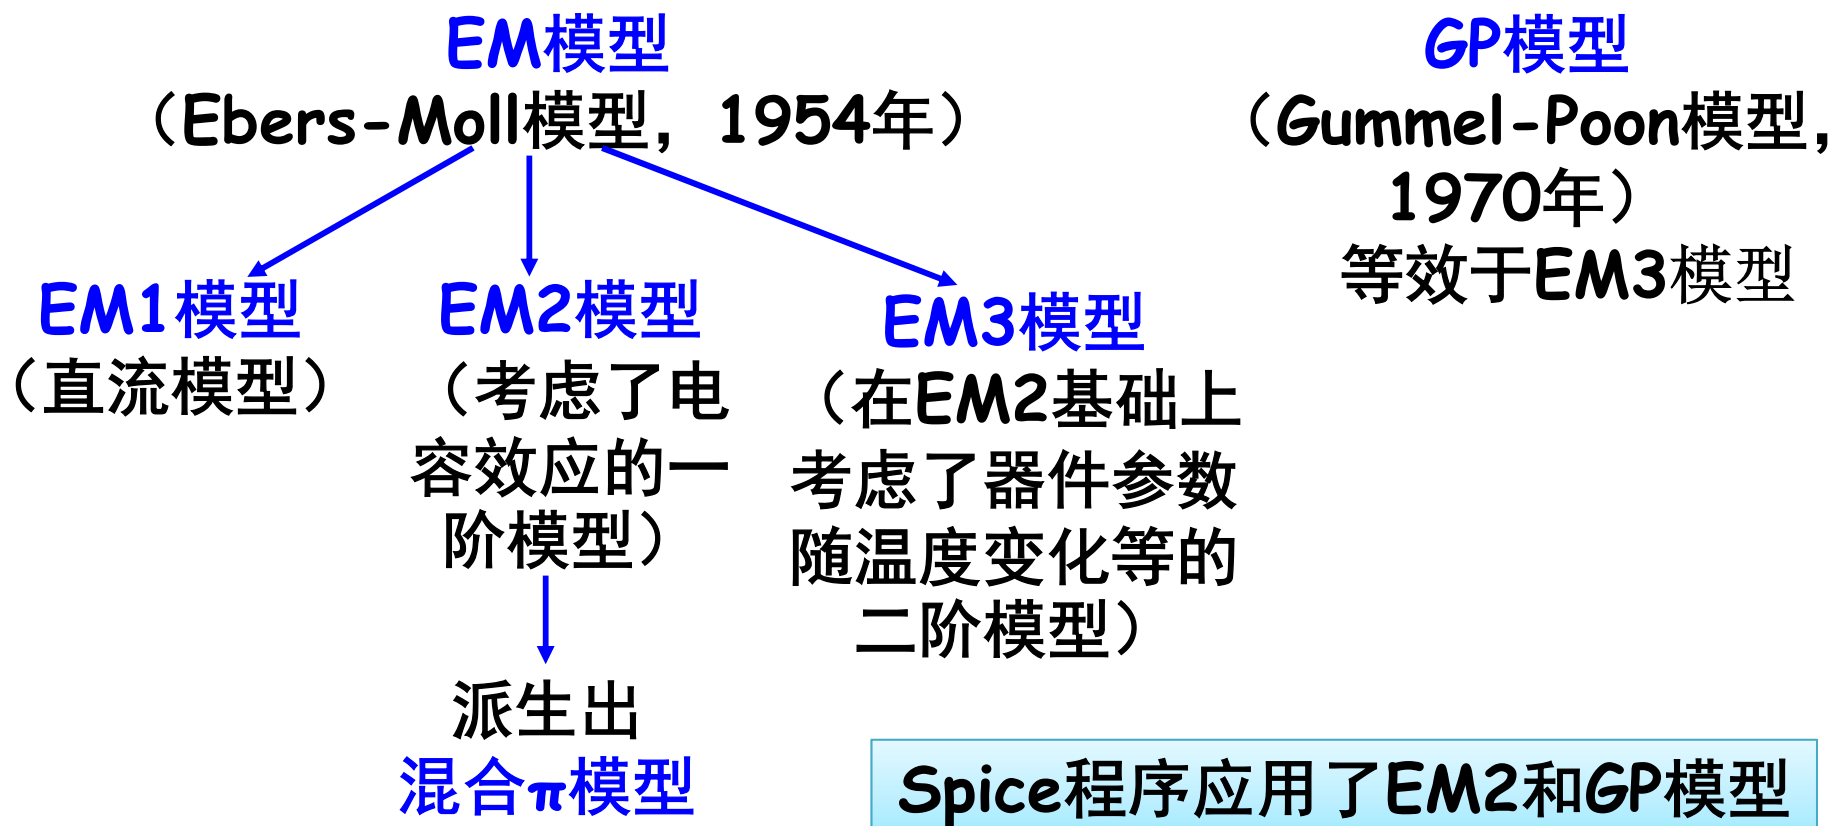 EM模型
（Ebers-Moll模型，1954年）
EM1模型
（直流模型）
EM2模型
（考虑了电
容效应的一
阶模型）
派生出
混合π模型
EM3模型
（在EM2基础上
考虑了器件参数
随温度变化等的
二阶模型）
GP模型
（Gummel-Poon模型，
1970年）
等效于EM3模型
Spice程序应用了EM2和GP模型